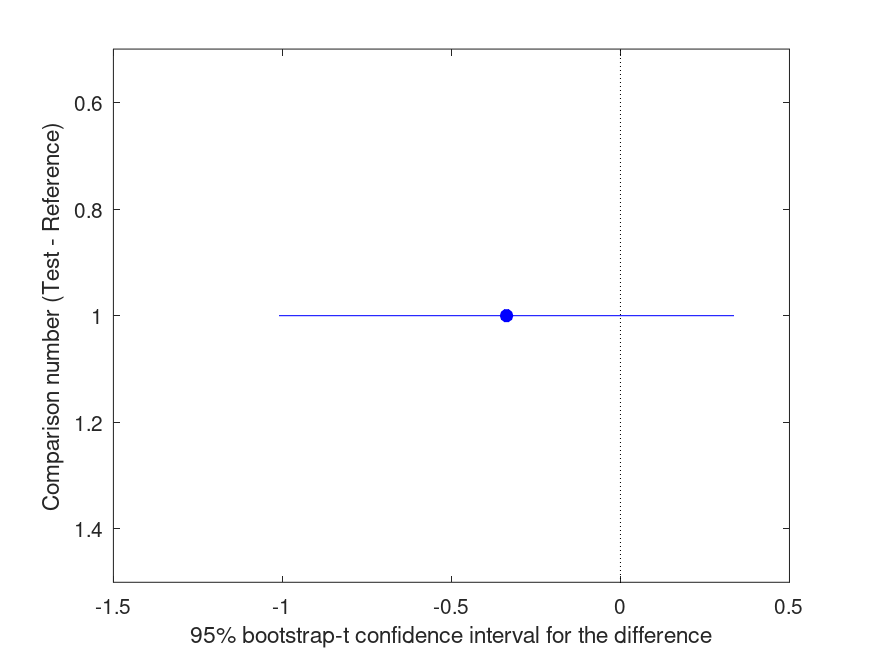 Comparison number (Test - Reference)
0.6
0.8
1
1.2
1.4
-1.5 -1 -0.5 0 0.5
95% bootstrap-t confidence interval for the difference